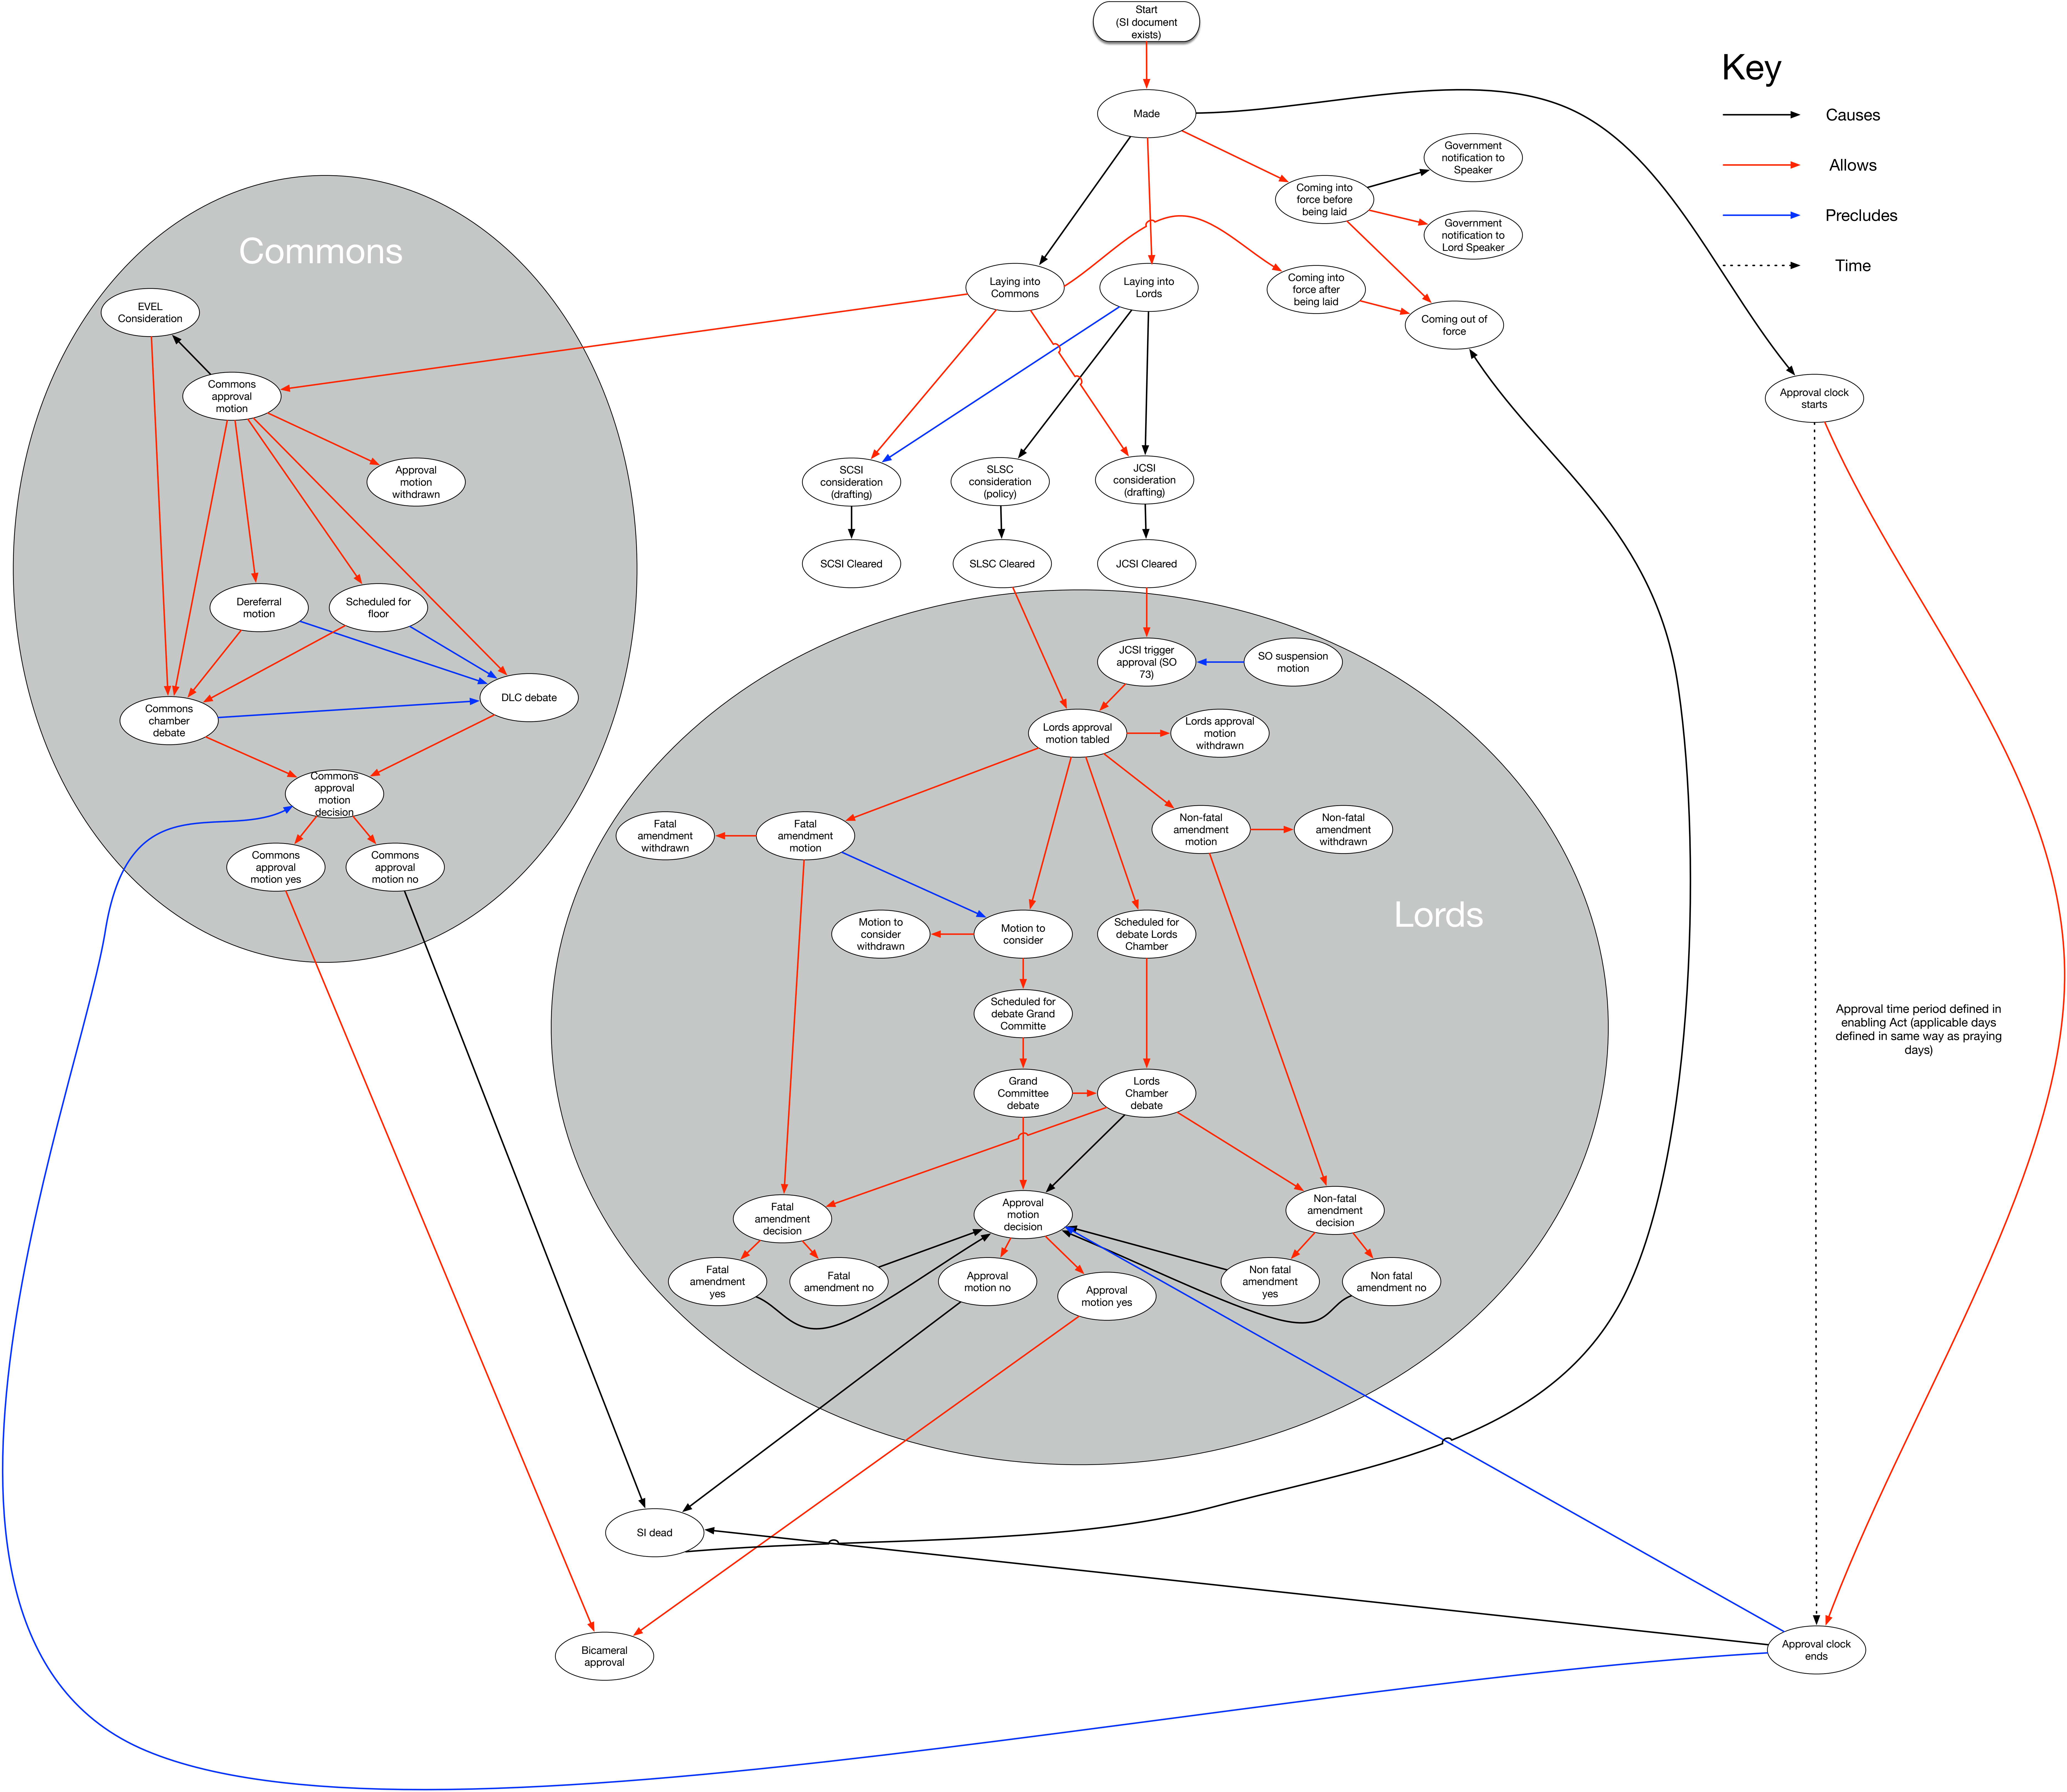 Start
(SI document
exists)
Key
Made
Causes
Government
notification to
Speaker
Allows
Coming into
force before
being laid
Government
notification to
Lord Speaker
Precludes
Commons
Time
Laying into
Commons
Laying into
Lords
Coming into
force after
being laid
EVEL
Consideration
Coming out of
force
Commons
approval
motion
Approval clock
starts
Approval
motion
withdrawn
SCSI
consideration
(drafting)
SLSC
consideration
(policy)
JCSI
consideration
(drafting)
SCSI Cleared
SLSC Cleared
JCSI Cleared
Dereferral
motion
Scheduled for
floor
JCSI trigger
approval (SO
73)
SO suspension
motion
DLC debate
Commons
chamber
debate
Lords approval
motion tabled
Lords approval
motion
withdrawn
Commons
approval
motion
decision
Fatal
amendment
withdrawn
Fatal
amendment
motion
Non-fatal
amendment
motion
Non-fatal
amendment
withdrawn
Commons
approval
motion yes
Commons
approval
motion no
Lords
Motion to
consider
withdrawn
Motion to
consider
Scheduled for
debate Lords
Chamber
Scheduled for
debate Grand
Committe
Approval time period defined in
enabling Act (applicable days
defined in same way as praying
days)
Grand
Committee
debate
Lords
Chamber
debate
Fatal
amendment
decision
Approval
motion
decision
Non-fatal
amendment
decision
Fatal
amendment
yes
Fatal
amendment no
Approval
motion no
Approval
motion yes
Non fatal
amendment
yes
Non fatal
amendment no
SI dead
Bicameral
approval
Approval clock
ends